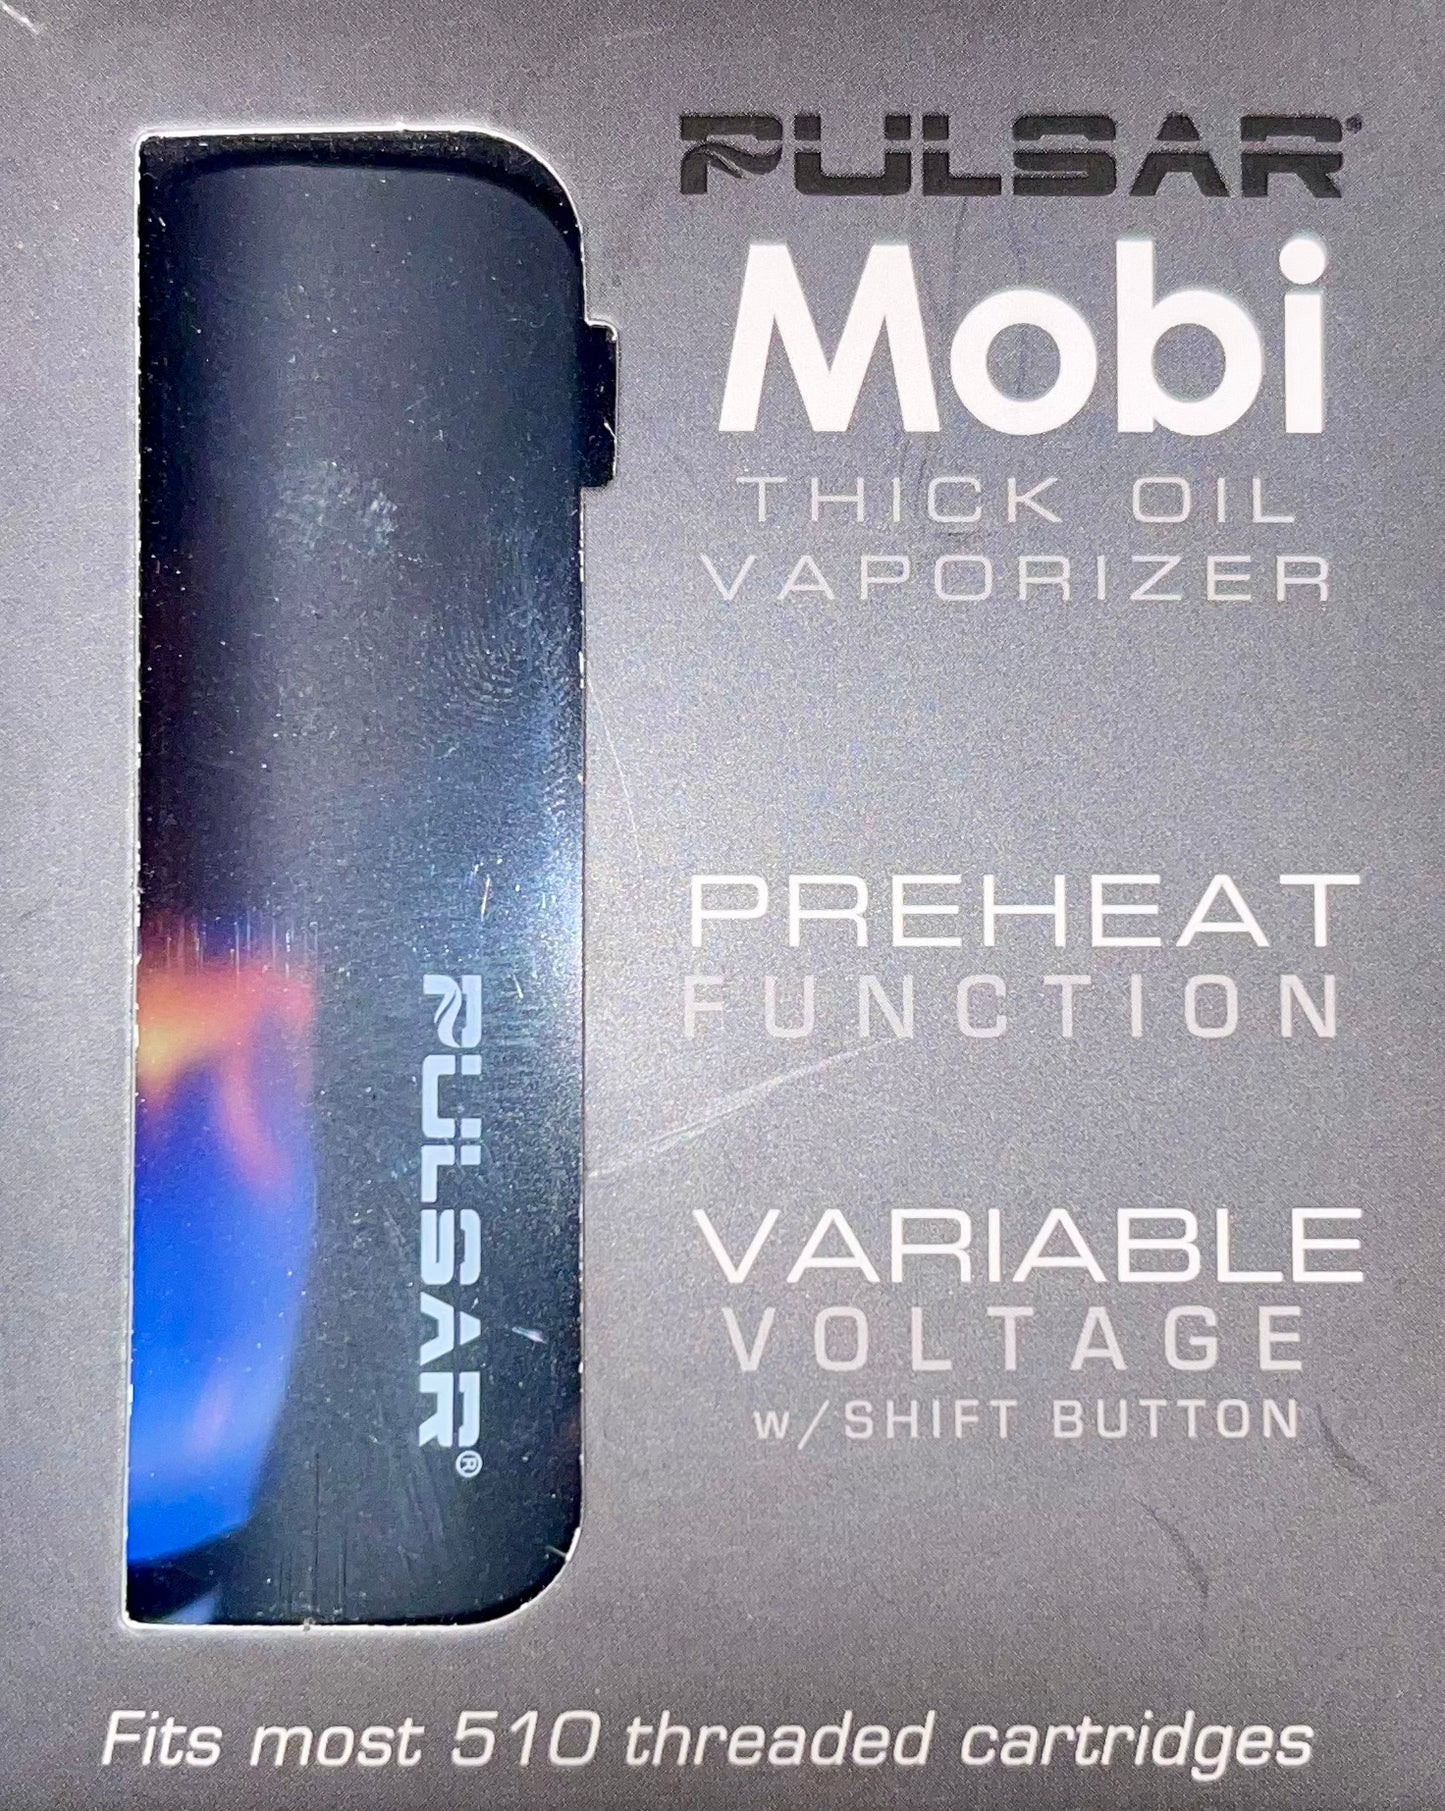 PULSAR®
Mobi
THICK OIL
VAPORIZER
PREHEAT
FUNCTION
VARIABLE
VOLTAGE
w/SHIFT BUTTON
PULSAR®
Fits most 510 threaded cartridges